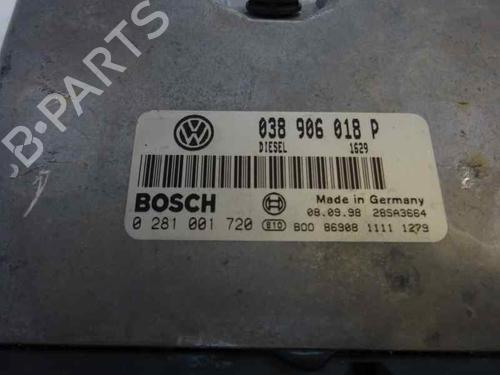 B-PARTS
038 906 018 P
DIESEL 1629
BOSCH Made in Germany
08.09.98 28SA3664
0 281 001 720 BOO 86908 1111 1279